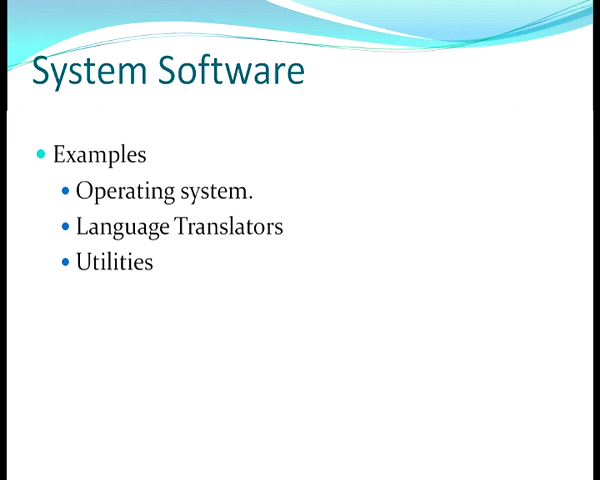 System Software
Examples
Operating system.
Language Translators
Utilities